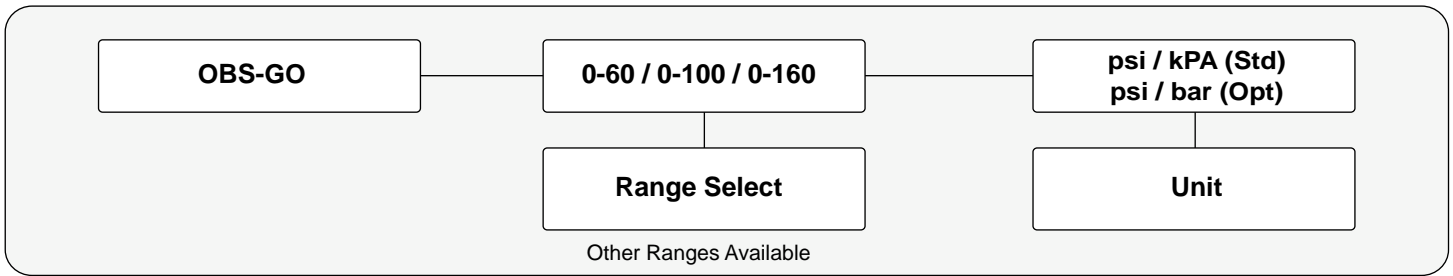 OBS-GO
0-60 / 0-100 / 0-160
psi / kPA (Std)
psi / bar (Opt)
Range Select
Unit
Other Ranges Available